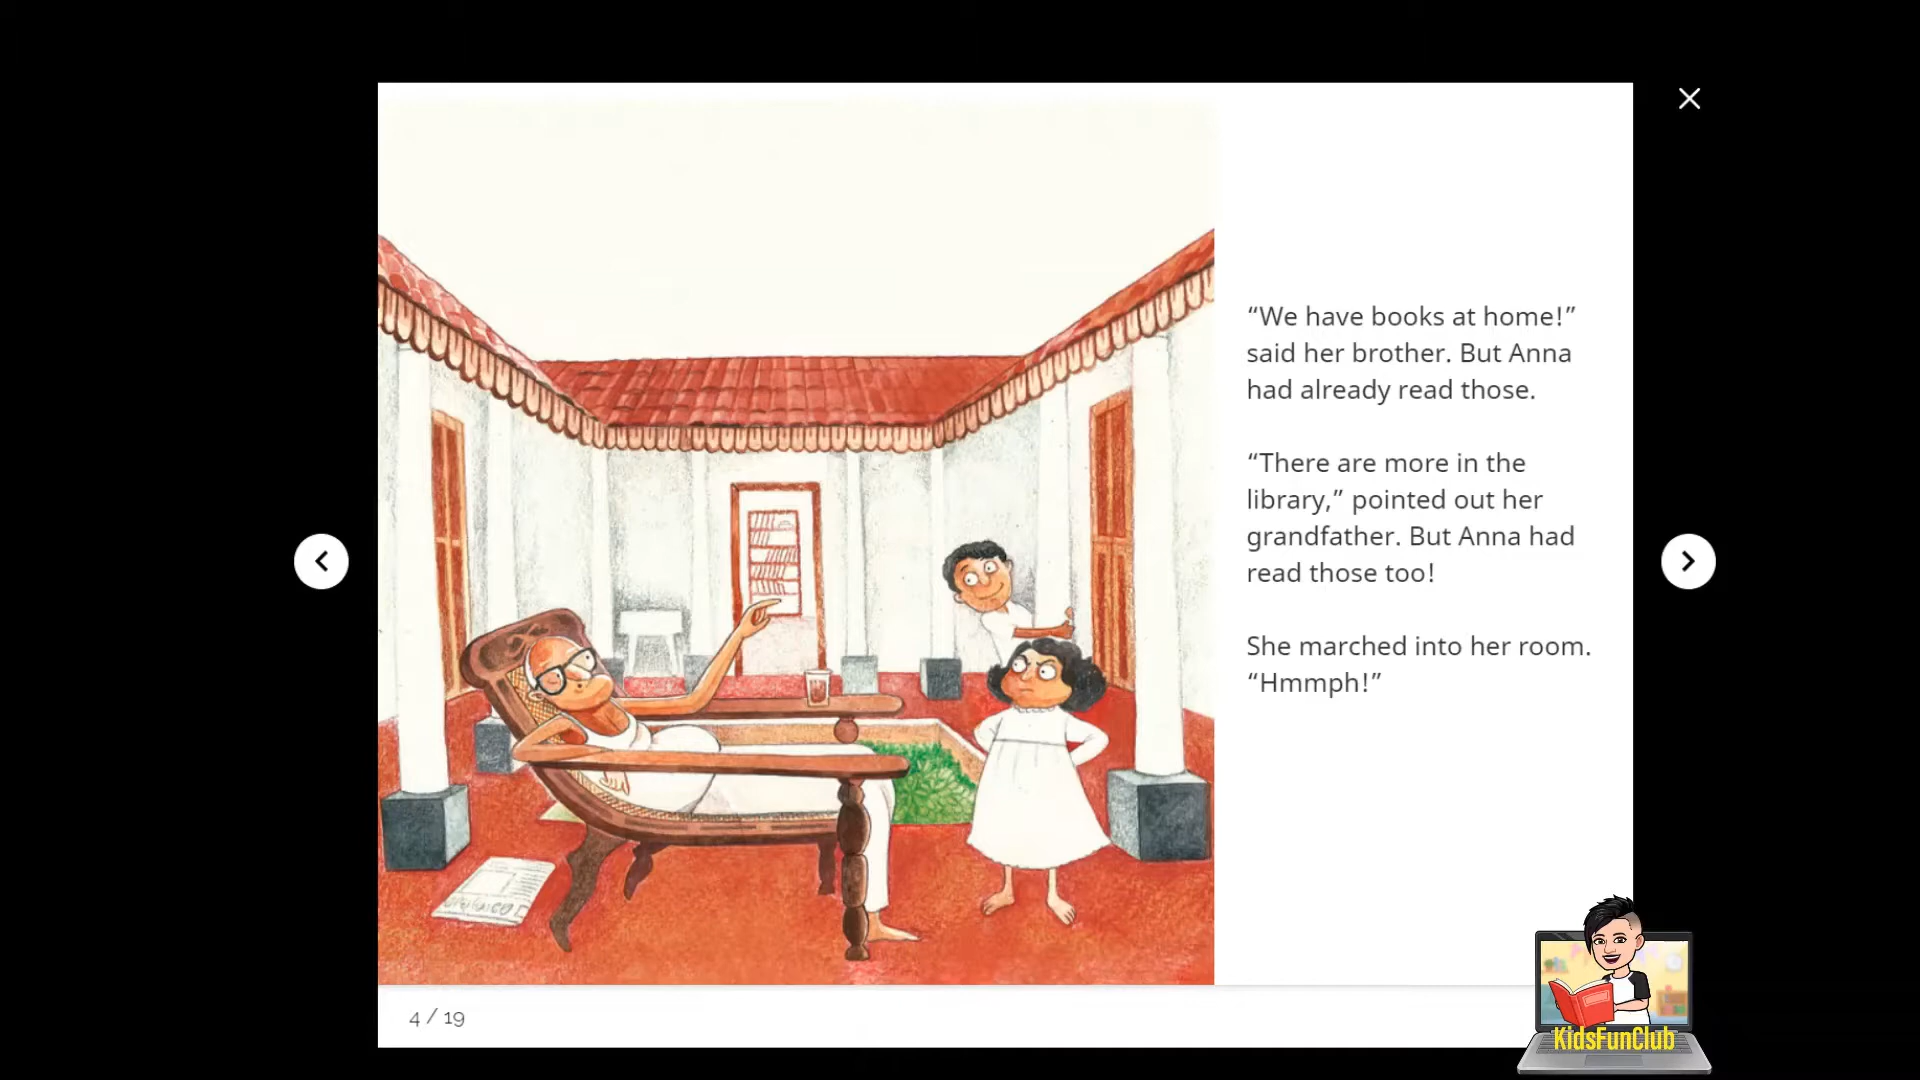 “We have books at home!”
said her brother. But Anna
had already read those.
“There are more in the
library,” pointed out her
grandfather. But Anna had
read those too!
She marched into her room.
“Hmmph!”
4 / 19
KidsFunClub